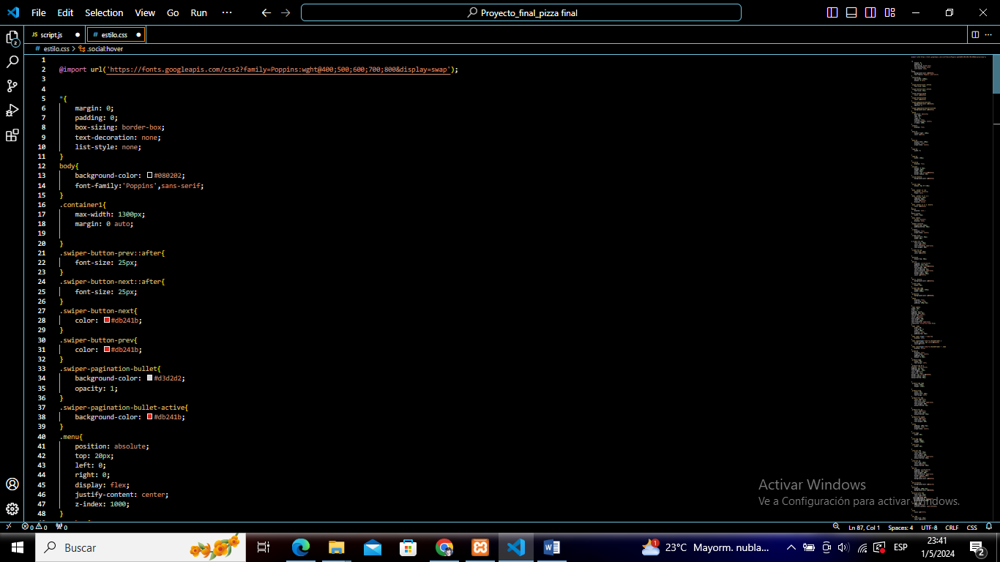 File Edit Selection View Go Run ··· Proyecto_final_pizza final
JS script.js # estilo.css
# estilo.css > .social:hover
1
2 @import url('https://fonts.googleapis.com/css2?family=Poppins:wght@400;500;600;700;800&display=swap');
3
4
5 *{
6 margin: 0;
7 padding: 0;
8 box-sizing: border-box;
9 text-decoration: none;
10 list-style: none;
11 }
12 body{
13 background-color: #080202;
14 font-family:'Poppins',sans-serif;
15 }
16 .container1{
17 max-width: 1300px;
18 margin: 0 auto;
19
20 }
21 .swiper-button-prev::after{
22 font-size: 25px;
23 }
24 .swiper-button-next::after{
25 font-size: 25px;
26 }
27 .swiper-button-next{
28 color: #db241b;
29 }
30 .swiper-button-prev{
31 color: #db241b;
32 }
33 .swiper-pagination-bullet{
34 background-color: #d3d2d2;
35 opacity: 1;
36 }
37 .swiper-pagination-bullet-active{
38 background-color: #db241b;
39 }
40 .menu{
41 position: absolute;
42 top: 20px;
43 left: 0;
44 right: 0;
45 display: flex;
46 justify-content: center;
47 z-index: 1000;
48 }
Activar Windows
Ve a Configuración para activar Windows.
0 0 0 Ln 87, Col 1 Spaces: 4 UTF-8 CRLF CSS
Buscar 1 23°C Mayorm. nubla... ESP 23:41
1/5/2024 2